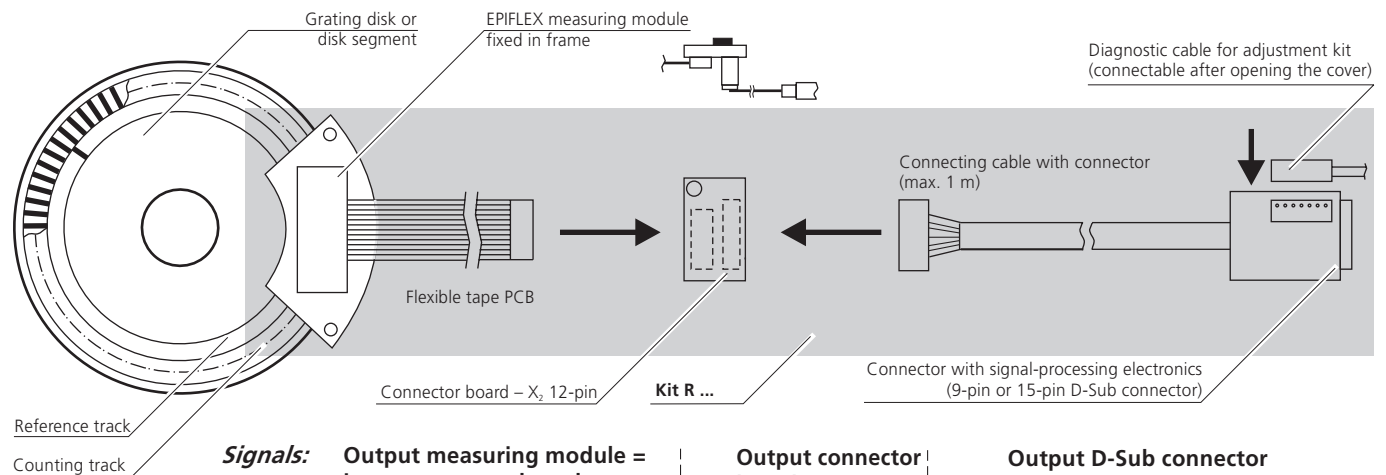 Grating disk or
disk segment
EPIFLEX measuring module
fixed in frame
Diagnostic cable for adjustment kit
(connectable after opening the cover)
Connecting cable with connector
(max. 1 m)
Flexible tape PCB
Connector board – X₂ 12-pin
Kit R ...
Connector with signal-processing electronics
(9-pin or 15-pin D-Sub connector)
Reference track
Counting track
Signals:
Output measuring module =
Output connector
Output D-Sub connector